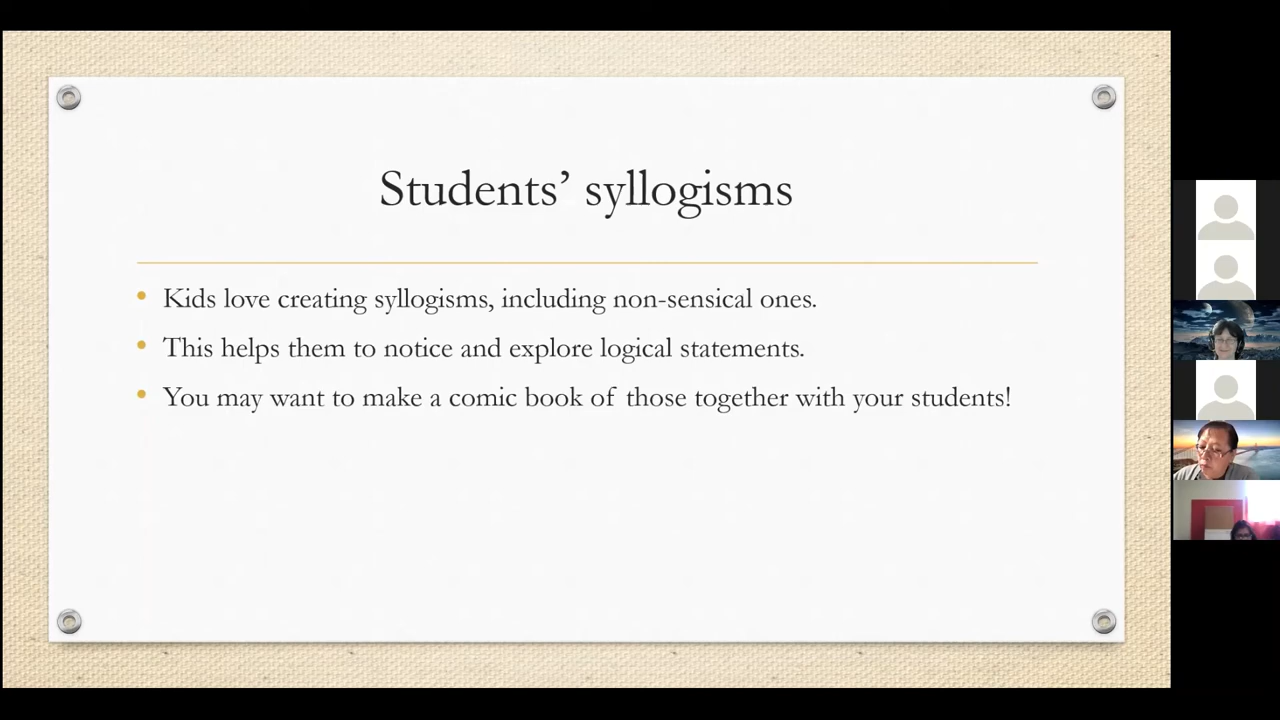 Students’ syllogisms
• Kids love creating syllogisms, including non-sensical ones.
• This helps them to notice and explore logical statements.
• You may want to make a comic book of those together with your students!